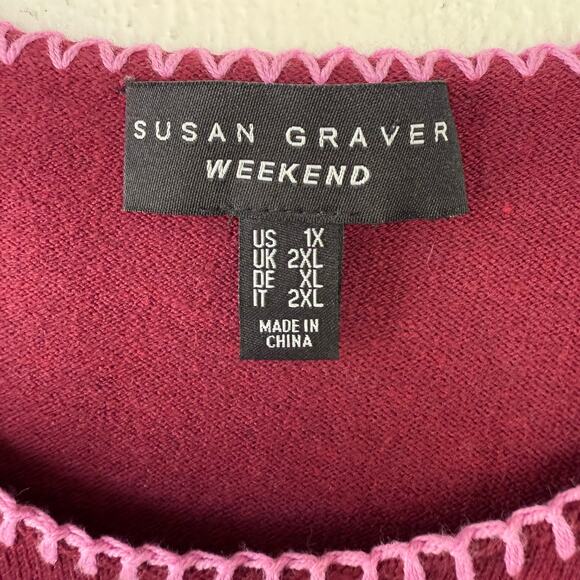 SUSAN GRAVER
WEEKEND
US 1X
UK 2XL
DE XL
IT 2XL
MADE IN
CHINA